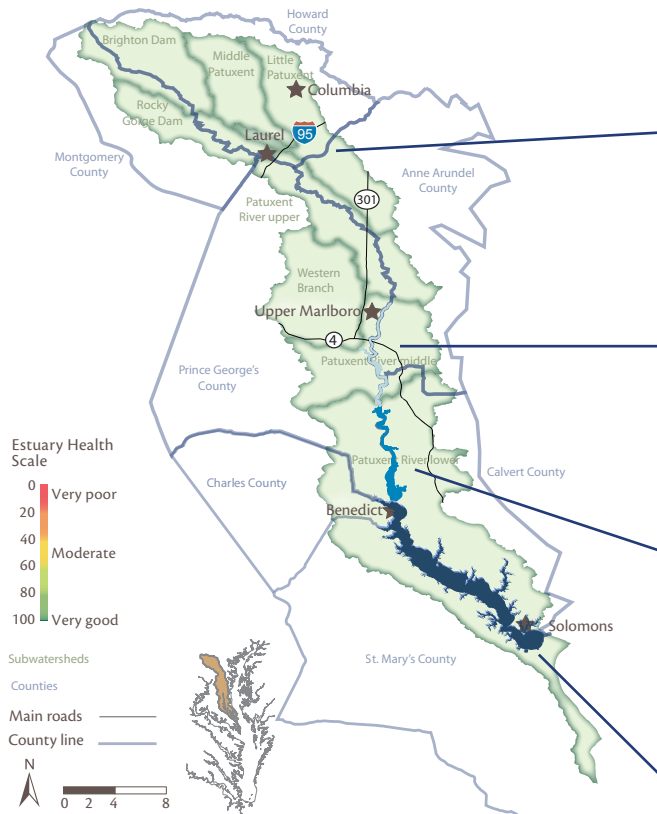 Howard
County
Brighton Dam
Middle
Patuxent
Little
Patuxent
Columbia
Rocky
Gorge Dam
Laurel
95
Montgomery
County
Anne Arundel
County
301
Patuxent
River upper
Western
Branch
Upper Marlboro
4
Patuxent River middle
Prince George's
County
Estuary Health
Scale
0
Very poor
20
40
Moderate
60
80
100
Very good
Patuxent River lower
Calvert County
Charles County
Benedict
Solomons
St. Mary's County
Subwatersheds
Counties
Main roads
County line
N
0 2 4 8